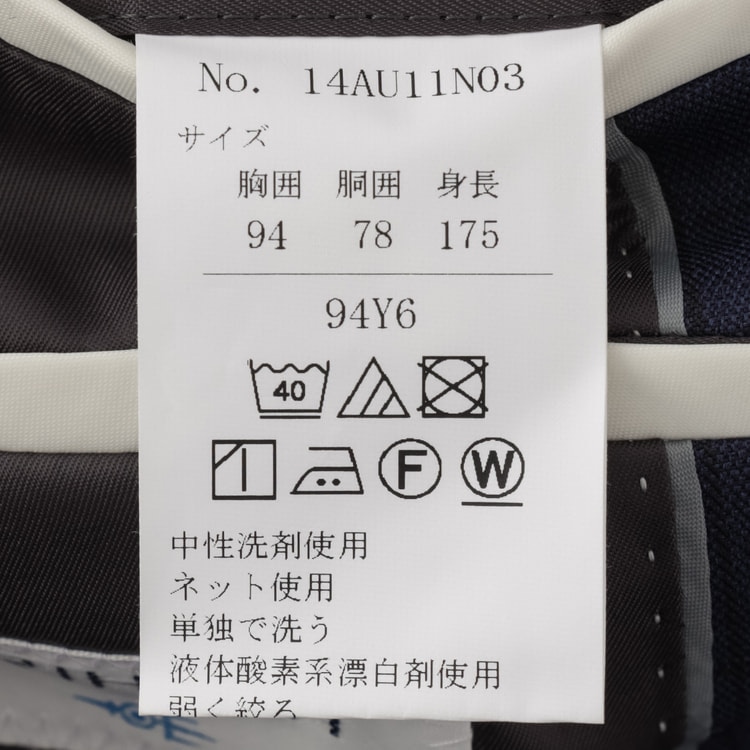 No. 14AU11N03
サイズ
胸囲 胴囲 身長
94 78 175
94Y6
40
F W
中性洗剤使用
ネット使用
単独で洗う
液体酸素系漂白剤使用
弱く絞ろ